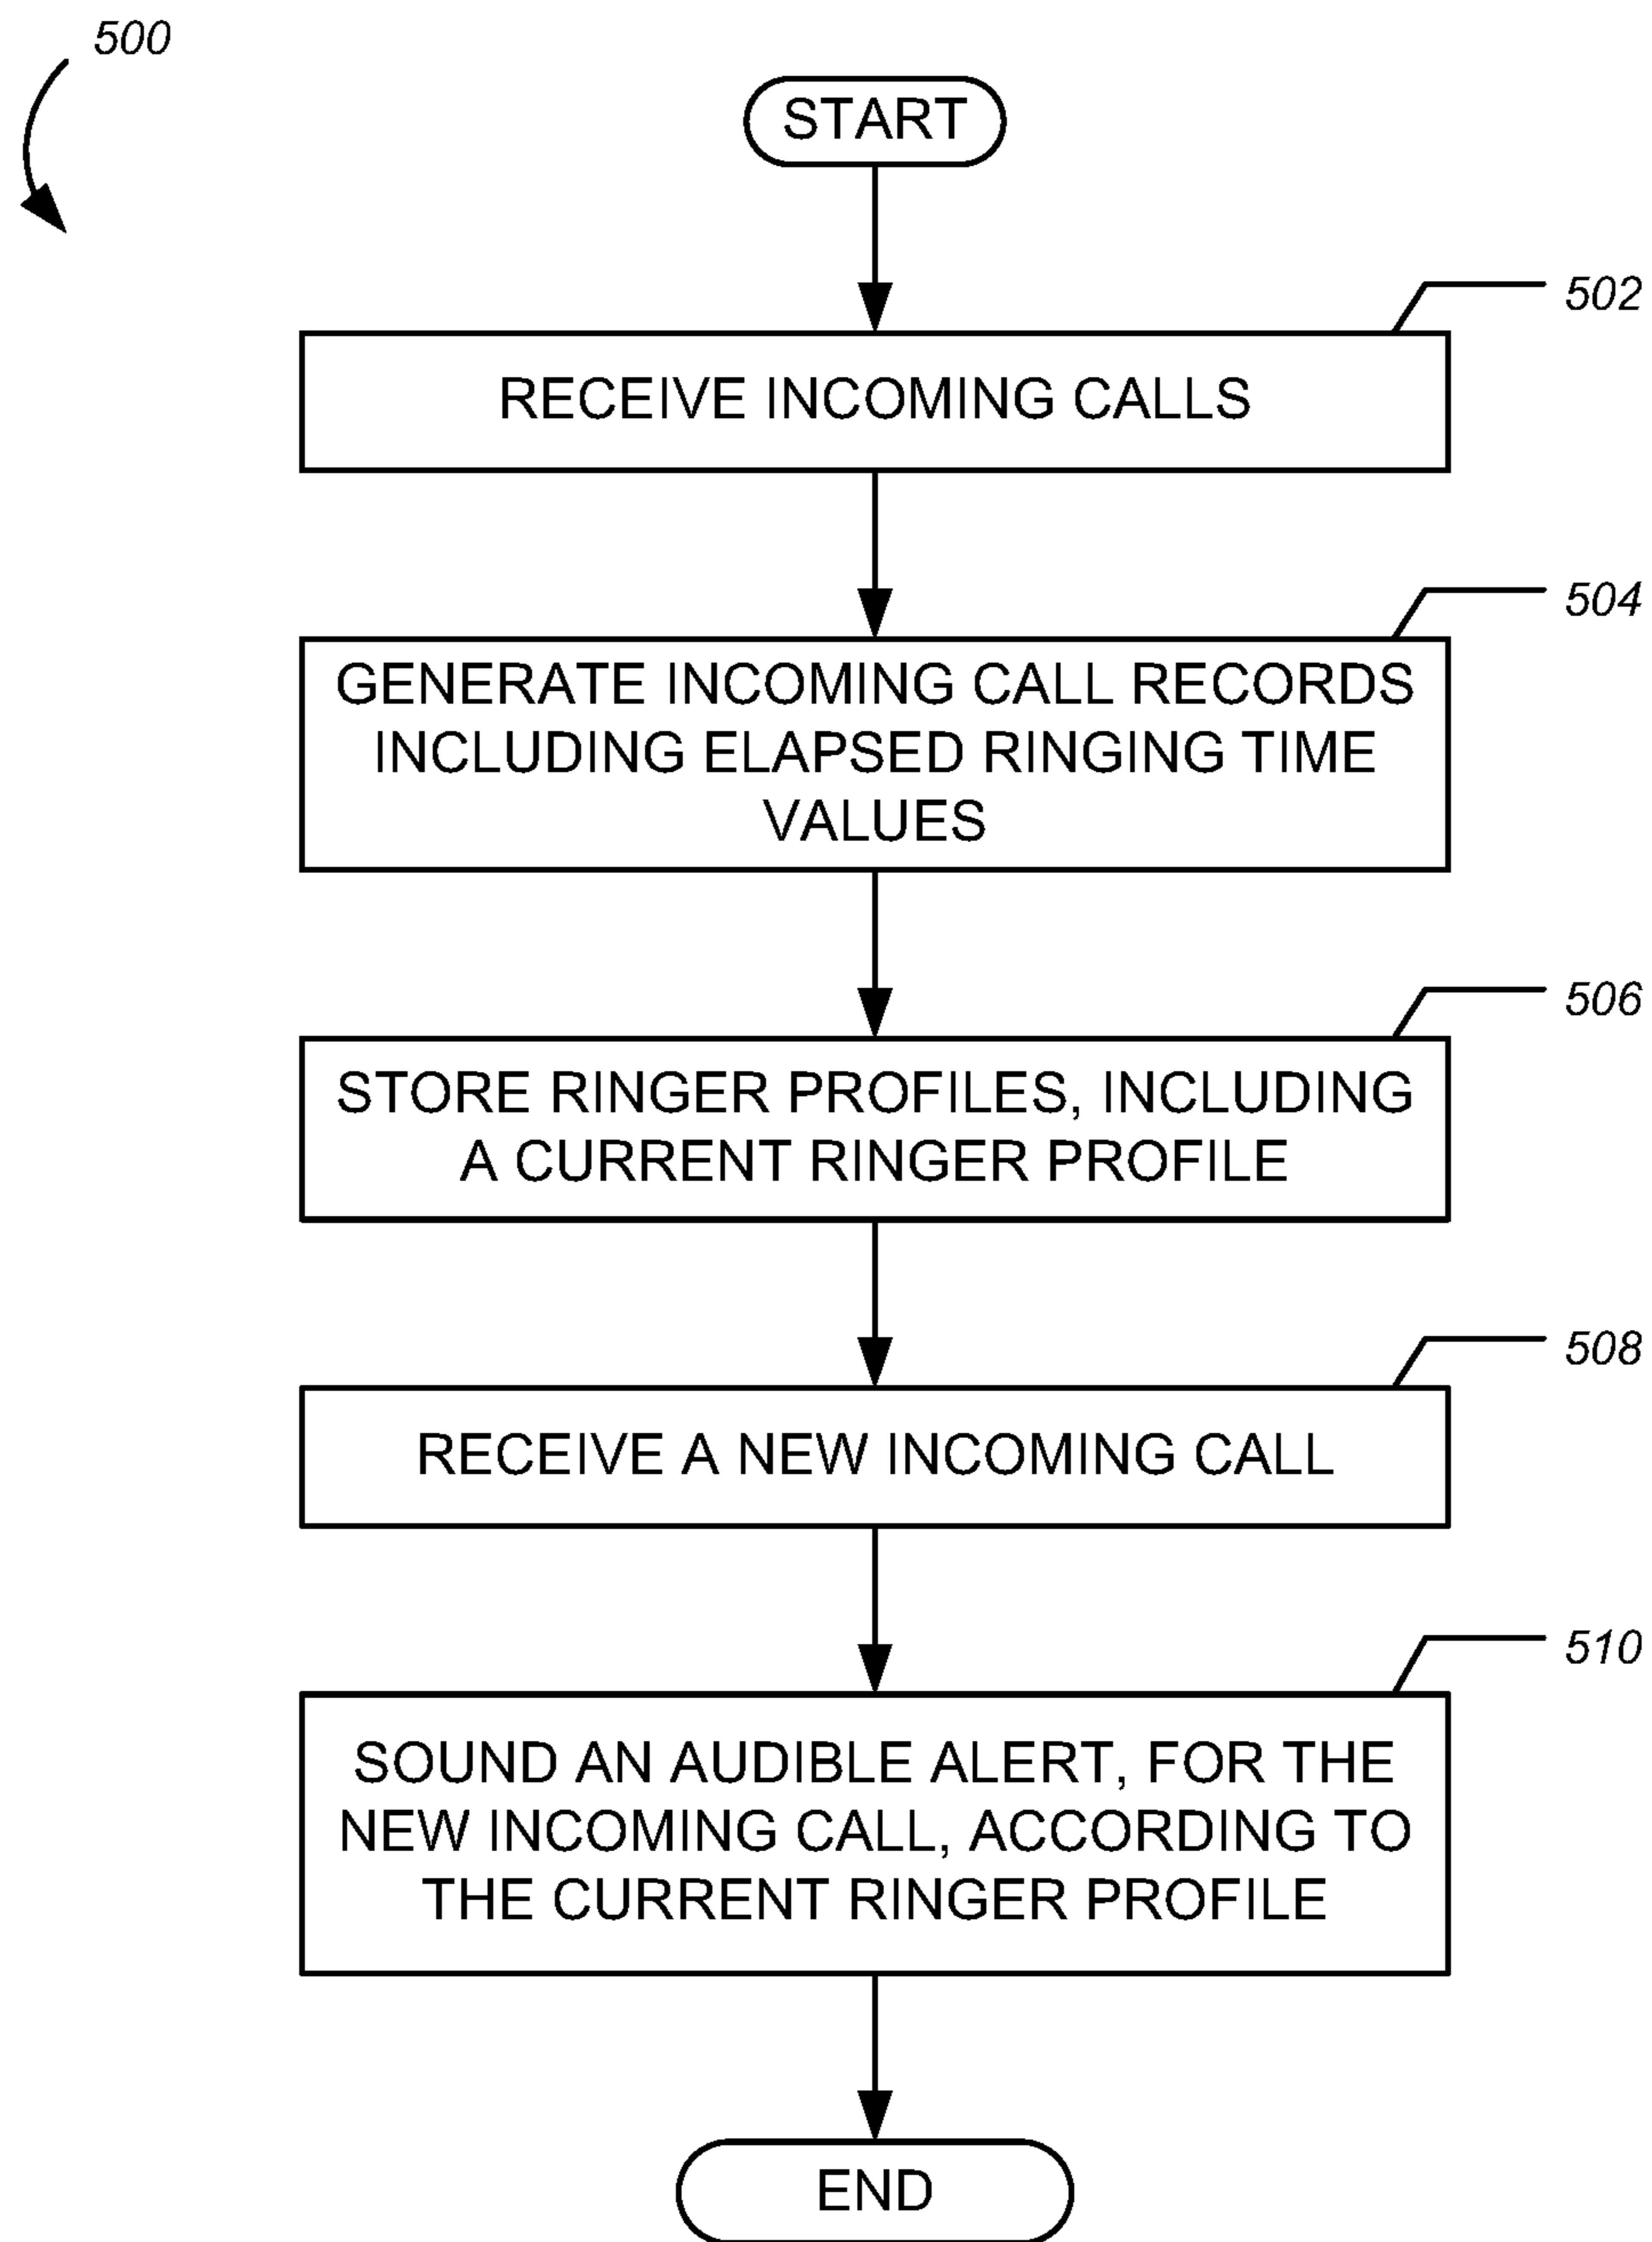 500
START
502
RECEIVE INCOMING CALLS
504
GENERATE INCOMING CALL RECORDS
INCLUDING ELAPSED RINGING TIME
VALUES
506
STORE RINGER PROFILES, INCLUDING
A CURRENT RINGER PROFILE
508
RECEIVE A NEW INCOMING CALL
510
SOUND AN AUDIBLE ALERT, FOR THE
NEW INCOMING CALL, ACCORDING TO
THE CURRENT RINGER PROFILE
END